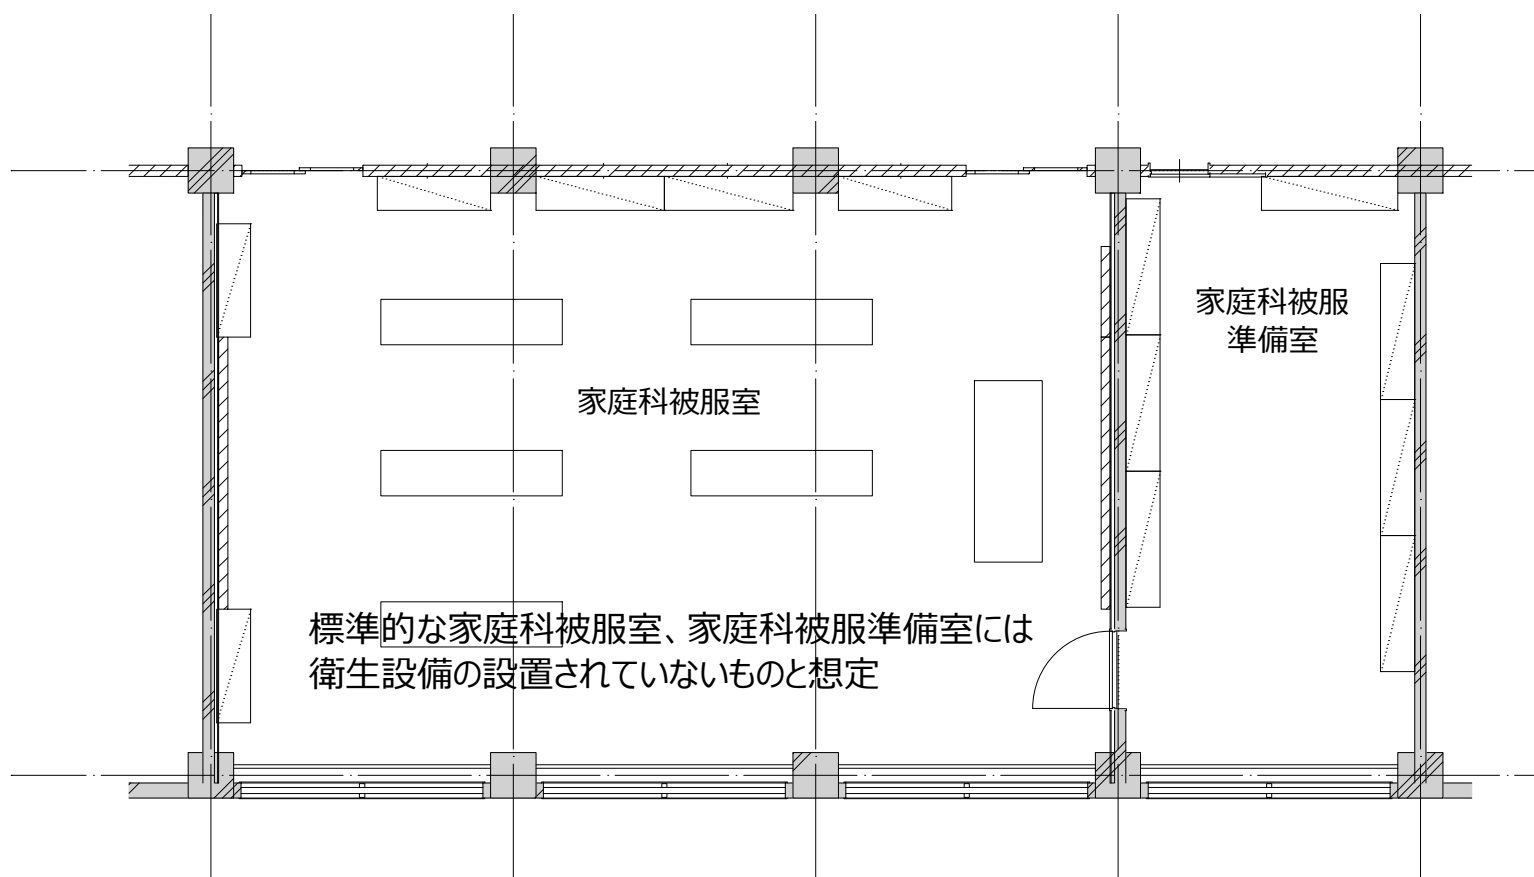 家庭科被服
準備室
家庭科被服室
標準的な家庭科被服室、家庭科被服準備室には
衛生設備の設置されていないものと想定